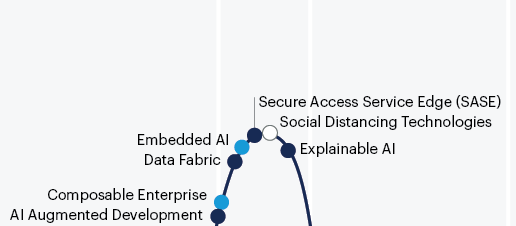 Secure Access Service Edge (SASE)
Social Distancing Technologies
Embedded AI
Explainable AI
Data Fabric
Composable Enterprise
AI Augmented Development